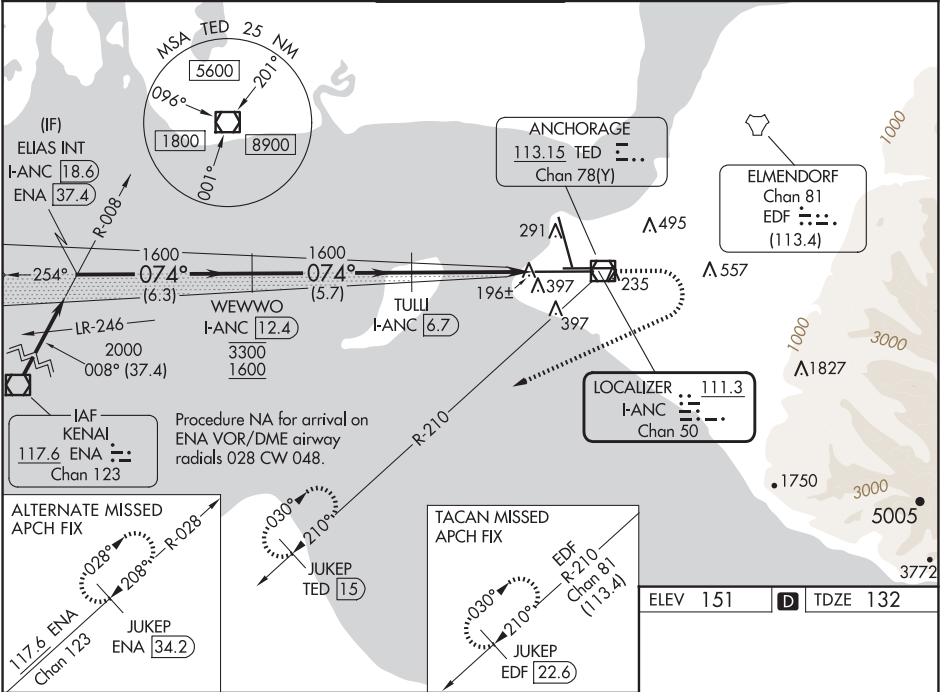 MSA TED 25 NM
5600
201°
096°
1800
8900
001°
(IF)
ELIAS INT
I-ANC 18.6
ENA 37.4
R-008
1600
1600
254°
074°
074°
(6.3)
(5.7)
WEWWO
I-ANC 12.4
3300
1600
TULLI
I-ANC 6.7
LR-246
2000
008° (37.4)
IAF
KENAI
117.6 ENA
Chan 123
Procedure NA for arrival on
ENA VOR/DME airway
radials 028 CW 048.
ANCHORAGE
113.15 TED
Chan 78(Y)
ELMENDORF
Chan 81
EDF
(113.4)
1000
291
495
557
235
196±
397
397
1000
3000
1827
LOCALIZER 111.3
I-ANC
Chan 50
R-210
1750
3000
5005
3772
030°
210°
JUKEP
TED 15
ALTERNATE MISSED
APCH FIX
R-028
028°
208°
117.6 ENA
Chan 123
JUKEP
ENA 34.2
TACAN MISSED
APCH FIX
EDF
R-210
Chan 81
(113.4)
030°
210°
JUKEP
EDF 22.6
ELEV 151 D TDZE 132